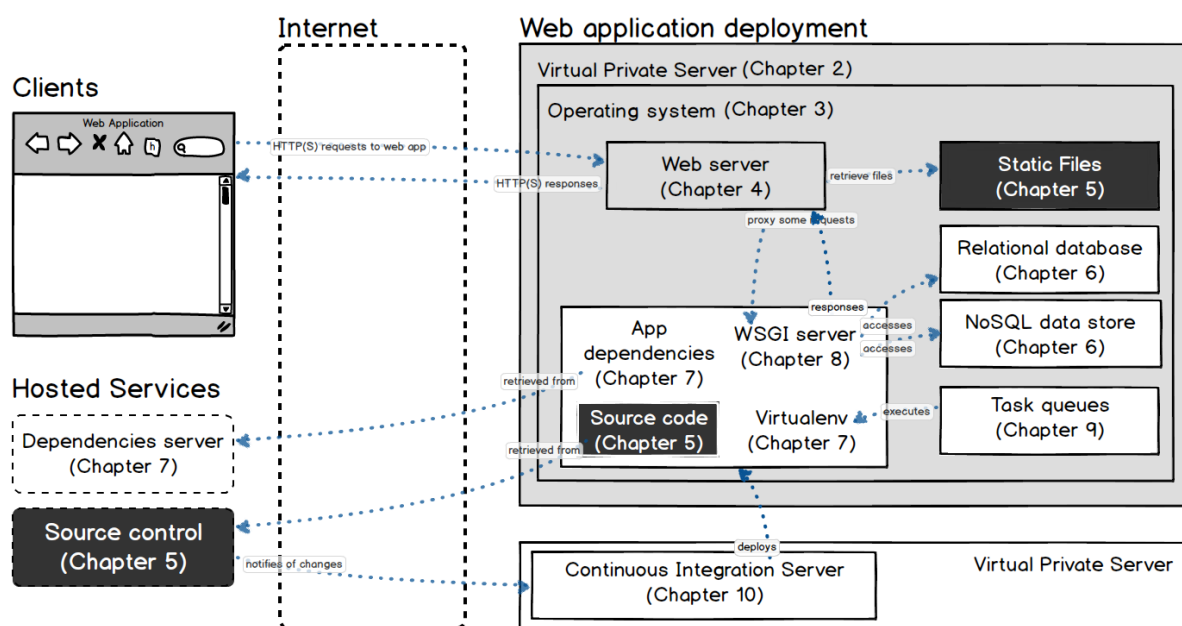 Internet
Web application deployment
Virtual Private Server (Chapter 2)
Operating system (Chapter 3)
Clients
Web Application
h
HTTP(S) requests to web app
HTTP(S) responses
Web server
(Chapter 4)
retrieve files
Static Files
(Chapter 5)
proxy some requests
responses
Relational database
(Chapter 6)
accesses
accesses
NoSQL data store
(Chapter 6)
App
dependencies
(Chapter 7)
WSGI server
(Chapter 8)
Source code
(Chapter 5)
Virtualenv
(Chapter 7)
executes
Task queues
(Chapter 9)
retrieved from
retrieved from
Hosted Services
Dependencies server
(Chapter 7)
Source control
(Chapter 5)
notifies of changes
deploys
Continuous Integration Server
(Chapter 10)
Virtual Private Server